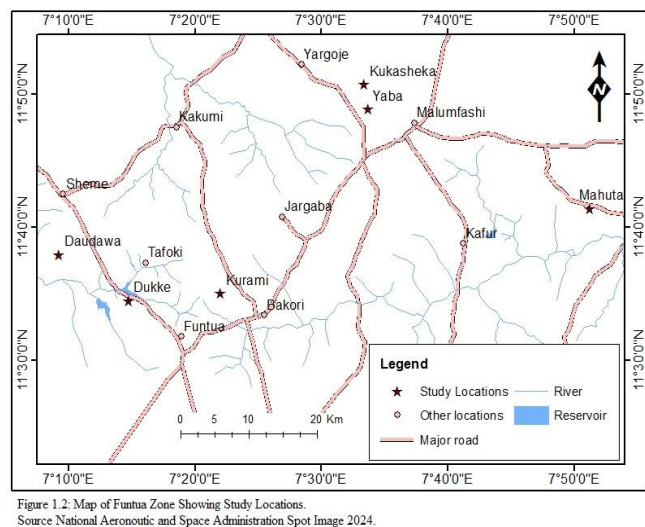 7°10'0"E 7°20'0"E 7°30'0"E 7°40'0"E 7°50'0"E
Yargoje
Kukasheka
11°50'0"N 11°50'0"N
N
Yaba
Malumfashi
Kakumi
Sheme
Mahuta
Jargaba
11°40'0"N 11°40'0"N
Kafur
Daudawa
Tafoki
Dukke
Kurami
Bakori
Funtua
11°30'0"N 11°30'0"N
Legend
Study Locations River
Other locations Reservoir
Major road
0 5 10 20 Km
7°10'0"E 7°20'0"E 7°30'0"E 7°40'0"E 7°50'0"E
Figure 1.2: Map of Funtua Zone Showing Study Locations.
Source National Aeronoutic and Space Administration Spot Image 2024.